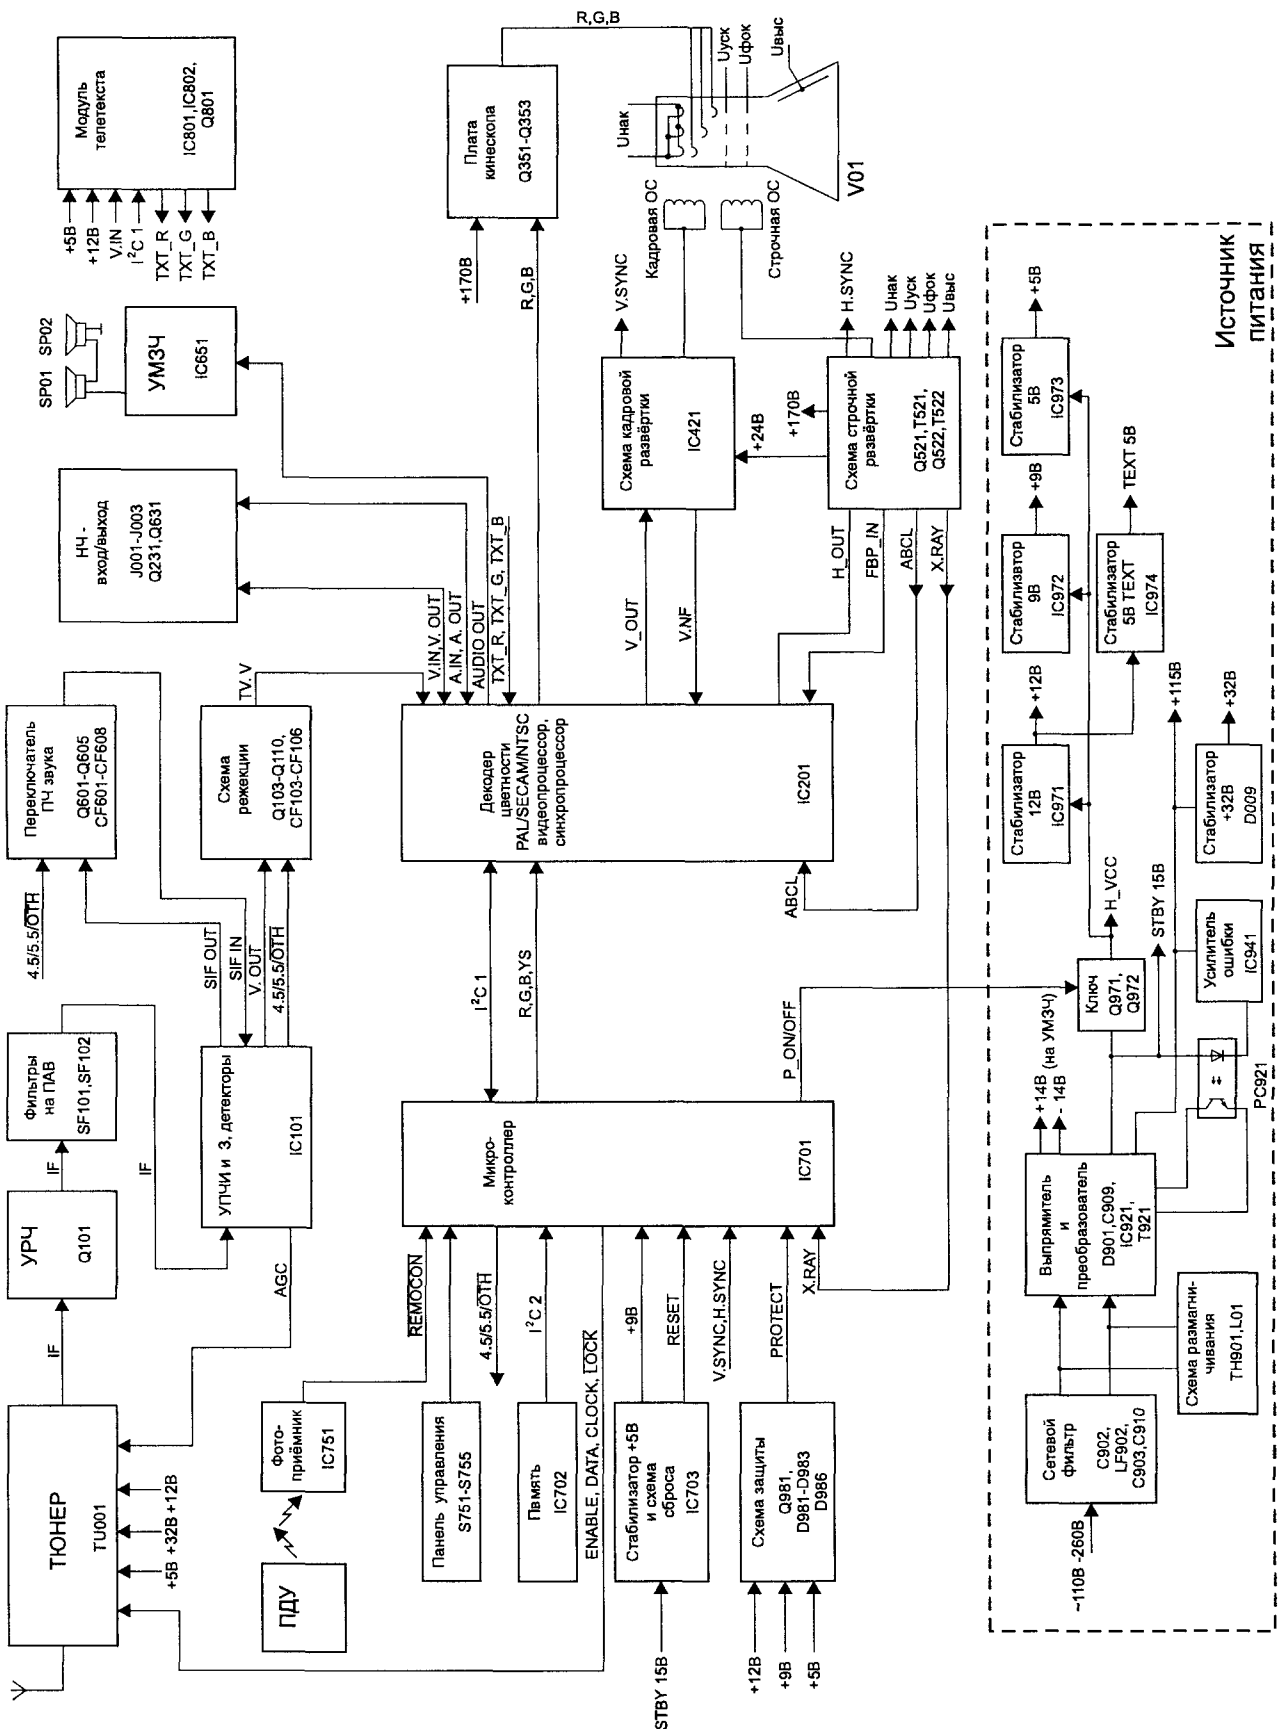 ТЮНЕР
TU001
+5В +32В +12В
IF
УРЧ
Q101
IF
Фильтры
на ПАВ
SF101,SF102
IF
AGC
УПЧИ и З, детекторы
IC101
4.5/5.5/OTH
SIF OUT
SIF IN
V. OUT
4.5/5.5/OTH
Переключатель
ПЧ звука
Q601-Q605
CF601-CF608
Схема
режекции
Q103-Q110,
CF103-CF106
TV. V
НЧ -
вход/выход
J001-J003
Q231,Q631
SP01 SP02
УМЗЧ
IC651
+5В
+12В
V.IN
I²C 1
TXT_R
TXT_G
TXT_B
Модуль
телетекста
IC801,IC802,
Q801
ПДУ
Фото-
приёмник
IC751
REMOCON
Панель управления
S751-S755
4.5/5.5/OTH
Пвмять
IC702
I²C 2
ENABLE, DATA, CLOCK, LOCK
STBY 15В
Стабилизатор +5В
и схема
сброса
IC703
+9В
RESET
V.SYNC,H.SYNC
+12В
+9В
+5В
Схема защиты
Q981,
D981-D983
D986
PROTECT
X.RAY
Микро-
контроллер
IC701
I²C 1
R,G,B,YS
P_ON/OFF
ABCL
Декодер
цветности
PAL/SECAM/NTSC
видеопроцессор,
синхропроцессор
IC201
V.IN,V. OUT
A.IN, A. OUT
AUDIO OUT
TXT_R, TXT_G, TXT_B
R,G,B
V_OUT
V.NF
H_OUT
FBP_IN
ABCL
X.RAY
+170В
Плата
кинескопа
Q351-Q353
R,G,B
Uнак
Uуск
Uфок
Uвыс
V01
Кадровая ОС
Строчная ОС
V.SYNC
Схема кадровой
развёртки
IC421
+24В
+170В
Схема строчной
рвзвёртки
Q521,T521,
Q522,T522
H.SYNC
Uнак
Uуск
Uфок
Uвыс
~110В -260В
Сетевой
фильтр
C902,
LF902,
C903,C910
Схема размагни-
чивания
TH901,L01
Выпрямитель
и
преобразователь
D901,C909,
IC921,
T921
+14В
- 14В
(на УМЗЧ)
PC921
Ключ
Q971,
Q972
H_VCC
STBY 15В
Усилитель
ошибки
IC941
Стабилизатор
12В
IC971
+12В
+115В
Стабилизатор
+32В
D009
+32В
Стабилизвтор
9В
IC972
+9В
Стабилизатор
5В TEXT
IC974
TEXT 5В
Стабилизатор
5В
IC973
+5В
Источник
питания